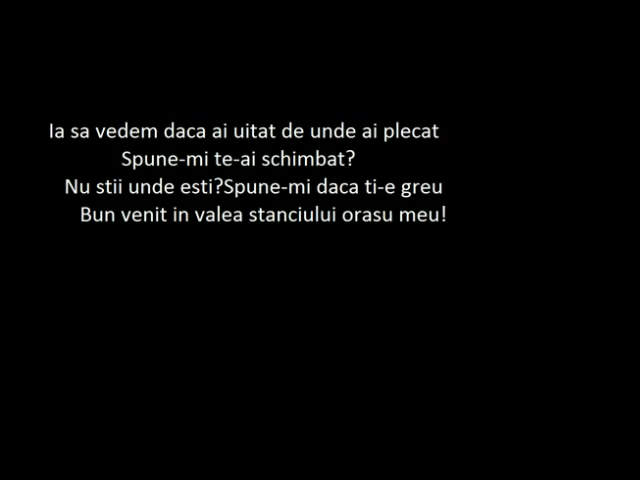 Ia sa vedem daca ai uitat de unde ai plecat
Spune-mi te-ai schimbat?
Nu stii unde esti?Spune-mi daca ti-e greu
Bun venit in valea stanciului orasu meu!